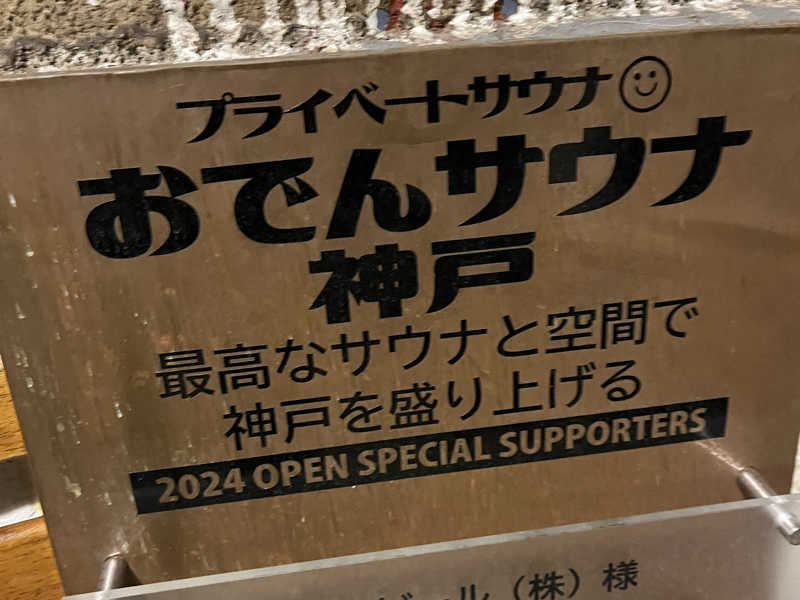 プライベートサウナ
おでんサウナ
神戸
最高なサウナと空間で
神戸を盛り上げる
2024 OPEN SPECIAL SUPPORTERS
ール（株）様